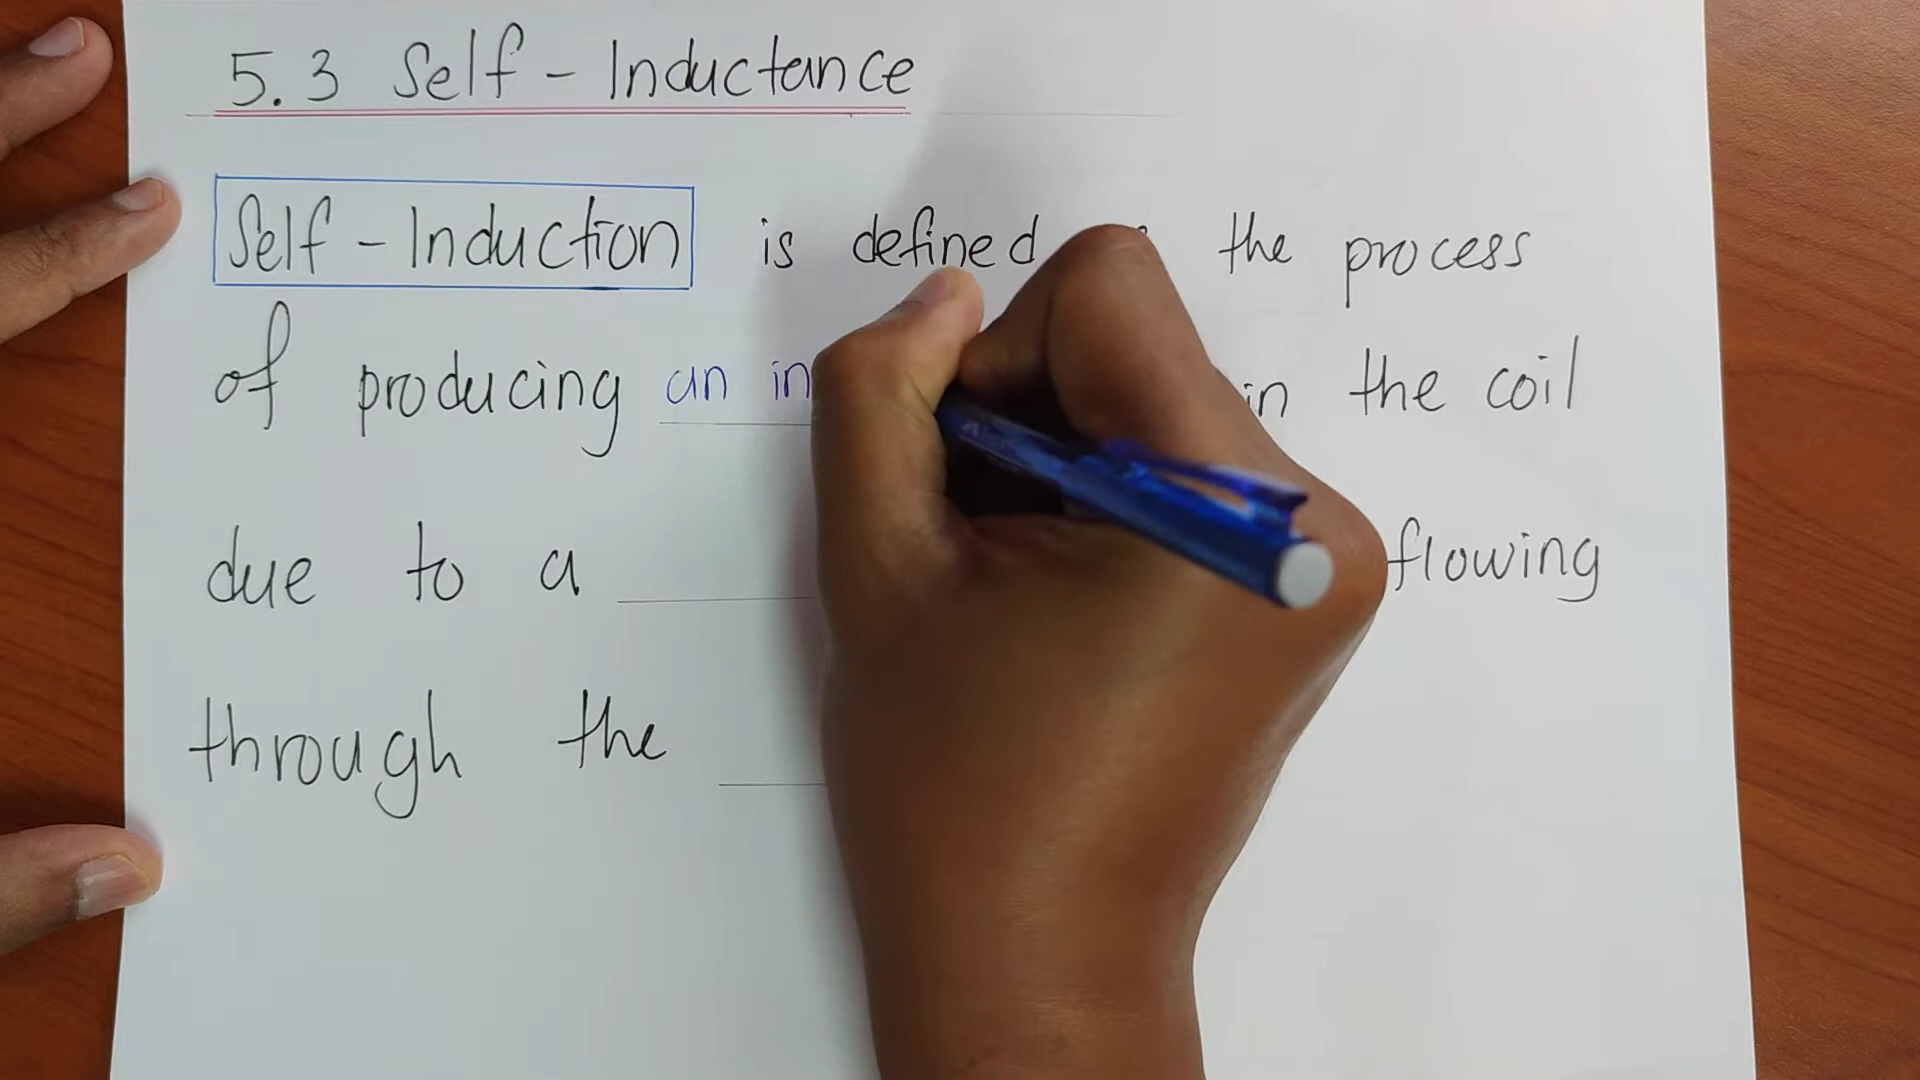 5.3 Self - Inductance
Self - Induction is defined the process
of producing an in in the coil
due to a flowing
through the